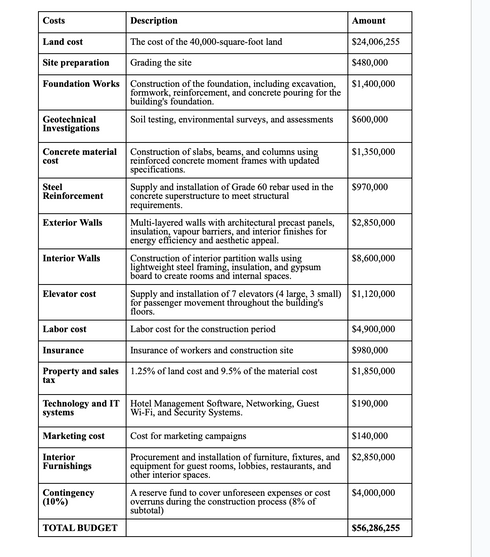 Costs Description Amount
Land cost The cost of the 40,000-square-foot land $24,006,255
Site preparation Grading the site $480,000
Foundation Works Construction of the foundation, including excavation, $1,400,000
formwork, reinforcement, and concrete pouring for the
building's foundation.
Geotechnical Soil testing, environmental surveys, and assessments $600,000
Investigations
Concrete material Construction of slabs, beams, and columns using $1,350,000
cost reinforced concrete moment frames with updated
specifications.
Steel Supply and installation of Grade 60 rebar used in the $970,000
Reinforcement concrete superstructure to meet structural
requirements.
Exterior Walls Multi-layered walls with architectural precast panels, $2,850,000
insulation, vapour barriers, and interior finishes for
energy efficiency and aesthetic appeal.
Interior Walls Construction of interior partition walls using $8,600,000
lightweight steel framing, insulation, and gypsum
board to create rooms and internal spaces.
Elevator cost Supply and installation of 7 elevators (4 large, 3 small) $1,120,000
for passenger movement throughout the building's
floors.
Labor cost Labor cost for the construction period $4,900,000
Insurance Insurance of workers and construction site $980,000
Property and sales 1.25% of land cost and 9.5% of the material cost $1,850,000
tax
Technology and IT Hotel Management Software, Networking, Guest $190,000
systems Wi-Fi, and Security Systems.
Marketing cost Cost for marketing campaigns $140,000
Interior Procurement and installation of furniture, fixtures, and $2,850,000
Furnishings equipment for guest rooms, lobbies, restaurants, and
other interior spaces.
Contingency A reserve fund to cover unforeseen expenses or cost $4,000,000
(10%) overruns during the construction process (8% of
subtotal)
TOTAL BUDGET $56,286,255